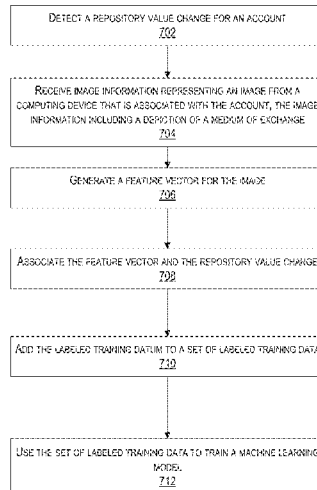 DETECT A REPOSITORY VALUE CHANGE FOR AN ACCOUNT
702
RECEIVE IMAGE INFORMATION REPRESENTING AN IMAGE FROM A
COMPUTING DEVICE THAT IS ASSOCIATED WITH THE ACCOUNT, THE IMAGE
INFORMATION INCLUDING A DEPICTION OF A MEDIUM OF EXCHANGE
704
GENERATE A FEATURE VECTOR FOR THE IMAGE
706
ASSOCIATE THE FEATURE VECTOR AND THE REPOSITORY VALUE CHANGE
708
ADD THE LABELED TRAINING DATUM TO A SET OF LABELED TRAINING DATA
710
USE THE SET OF LABELED TRAINING DATA TO TRAIN A MACHINE LEARNING
MODEL
712